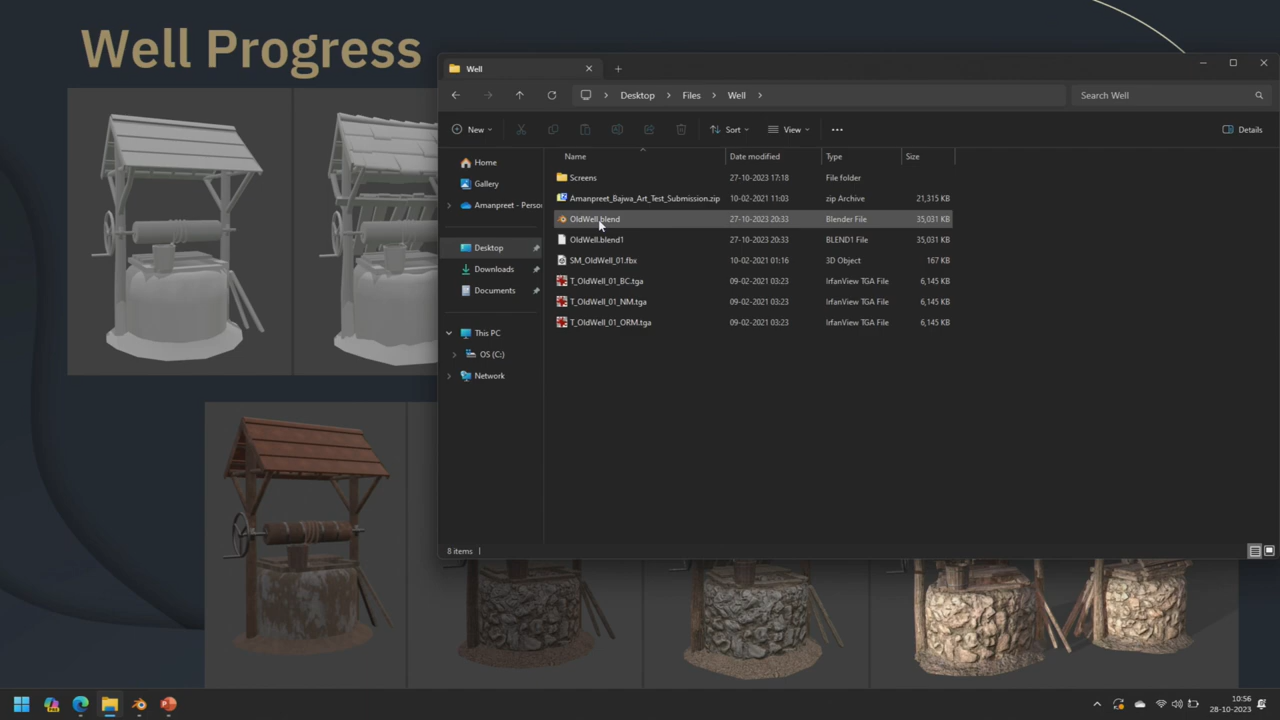 Well Progress
Well
Desktop Files Well
Search Well
New Sort View Details
Name Date modified Type Size
Home
Gallery
Amanpreet - Perso
Desktop
Downloads
Documents
This PC
OS (C:)
Network
Screens 27-10-2023 17:18 File folder
Amanpreet_Bajwa_Art_Test_Submission.zip 10-02-2021 11:03 zip Archive 21,315 KB
OldWell.blend 27-10-2023 20:33 Blender File 35,031 KB
OldWell.blend1 27-10-2023 20:33 BLEND1 File 35,031 KB
SM_OldWell_01.fbx 10-02-2021 01:16 3D Object 167 KB
T_OldWell_01_BC.tga 09-02-2021 03:23 IrfanView TGA File 6,145 KB
T_OldWell_01_NM.tga 09-02-2021 03:23 IrfanView TGA File 6,145 KB
T_OldWell_01_ORM.tga 09-02-2021 03:23 IrfanView TGA File 6,145 KB
8 items
10:56
28-10-2023